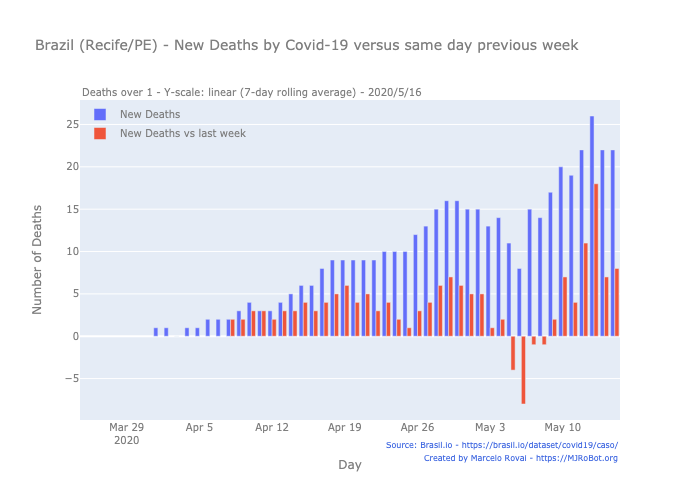 Brazil (Recife/PE) - New Deaths by Covid-19 versus same day previous week
Deaths over 1 - Y-scale: linear (7-day rolling average) - 2020/5/16
New Deaths
New Deaths vs last week
25
20
15
10
5
0
−5
Number of Deaths
Mar 29
2020
Apr 5
Apr 12
Apr 19
Apr 26
May 3
May 10
Day
Source: Brasil.io - https://brasil.io/dataset/covid19/caso/
Created by Marcelo Rovai - https://MJRoBot.org